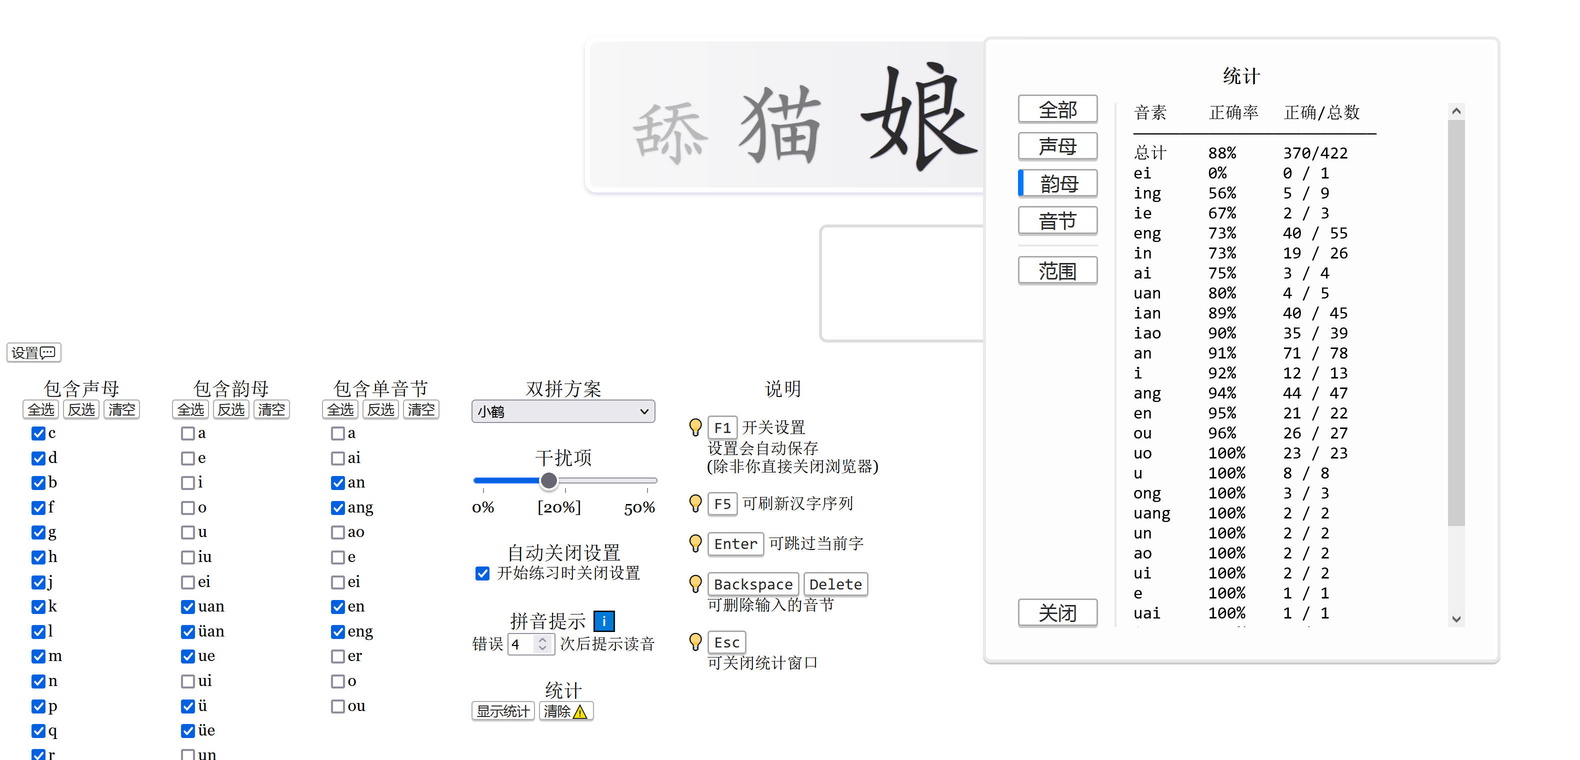 舔猫娘
统计
全部
声母
韵母
音节
范围
关闭
音素 正确率 正确/总数
总计 88% 370/422
ei 0% 0 / 1
ing 56% 5 / 9
ie 67% 2 / 3
eng 73% 40 / 55
in 73% 19 / 26
ai 75% 3 / 4
uan 80% 4 / 5
ian 89% 40 / 45
iao 90% 35 / 39
an 91% 71 / 78
i 92% 12 / 13
ang 94% 44 / 47
en 95% 21 / 22
ou 96% 26 / 27
uo 100% 23 / 23
u 100% 8 / 8
ong 100% 3 / 3
uang 100% 2 / 2
un 100% 2 / 2
ao 100% 2 / 2
ui 100% 2 / 2
e 100% 1 / 1
uai 100% 1 / 1
设置
包含声母
全选 反选 清空
c
d
b
f
g
h
j
k
l
m
n
p
q
r
包含韵母
全选 反选 清空
a
e
i
o
u
iu
ei
uan
üan
ue
ui
ü
üe
un
包含单音节
全选 反选 清空
a
ai
an
ang
ao
e
ei
en
eng
er
o
ou
双拼方案
小鹤
干扰项
0% [20%] 50%
自动关闭设置
开始练习时关闭设置
拼音提示 i
错误 4 次后提示读音
统计
显示统计 清除
说明
F1 开关设置
设置会自动保存
(除非你直接关闭浏览器)
F5 可刷新汉字序列
Enter 可跳过当前字
Backspace Delete
可删除输入的音节
Esc
可关闭统计窗口